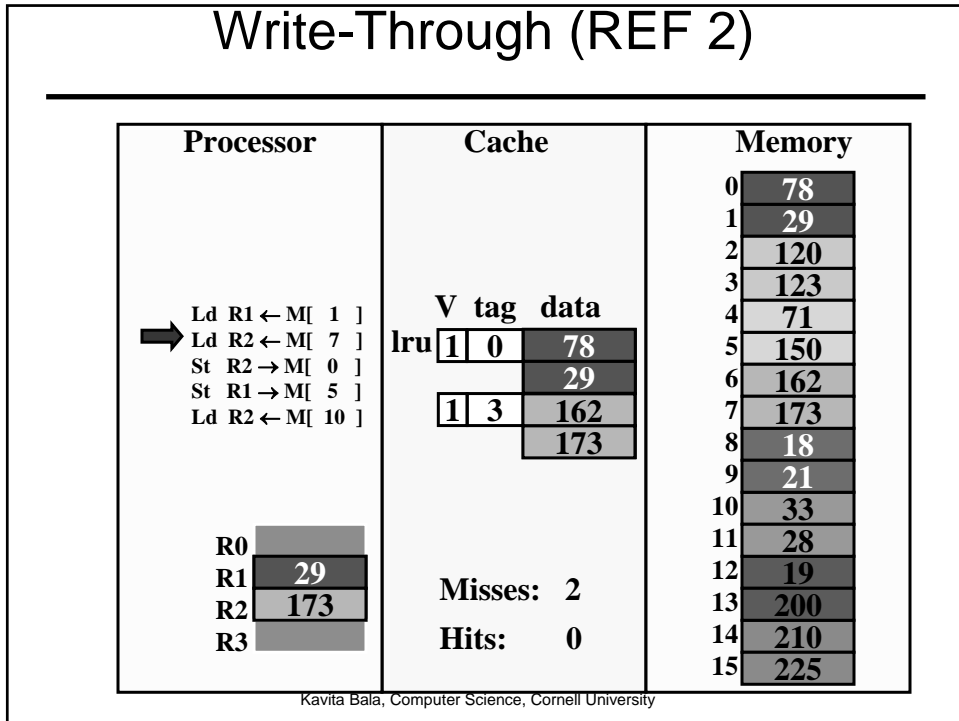 Write-Through (REF 2)
Processor
Ld R1 ← M[ 1 ]
Ld R2 ← M[ 7 ]
St R2 → M[ 0 ]
St R1 → M[ 5 ]
Ld R2 ← M[ 10 ]
R0
R1 29
R2 173
R3
Cache
V tag data
lru 1 0 78
29
1 3 162
173
Misses: 2
Hits: 0
Memory
0 78
1 29
2 120
3 123
4 71
5 150
6 162
7 173
8 18
9 21
10 33
11 28
12 19
13 200
14 210
15 225
Kavita Bala, Computer Science, Cornell University